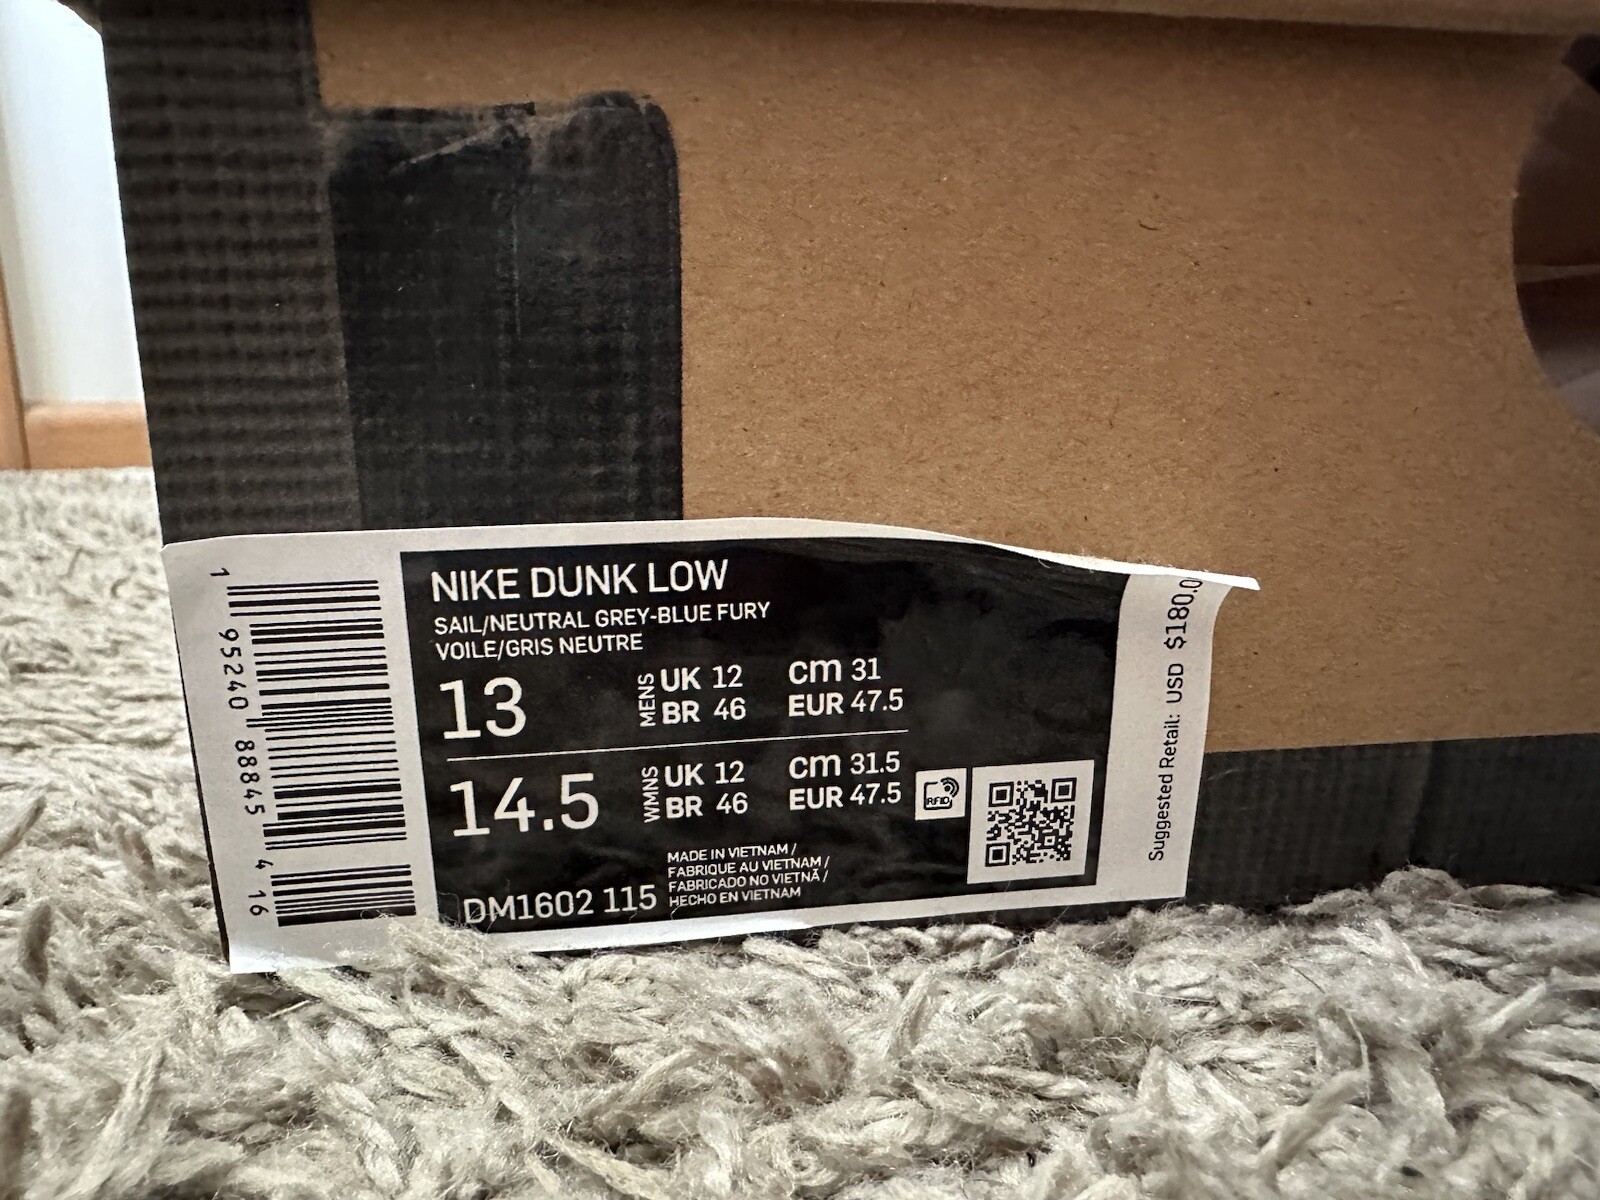 1 95240 88845 4 16
NIKE DUNK LOW
SAIL/NEUTRAL GREY-BLUE FURY
VOILE/GRIS NEUTRE
13 MENS UK 12 cm 31
BR 46 EUR 47.5
14.5 WMNS UK 12 cm 31.5
BR 46 EUR 47.5
RFID
MADE IN VIETNAM /
FABRIQUE AU VIETNAM /
FABRICADO NO VIETNÃ /
HECHO EN VIETNAM
DM1602 115
Suggested Retail: USD $180.0